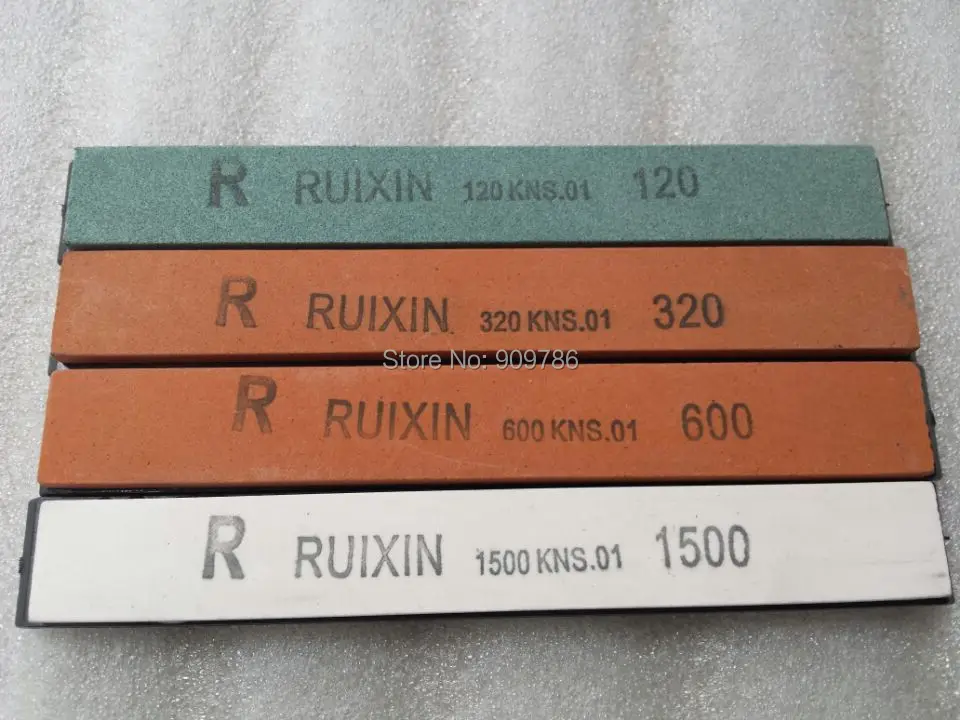 R RUIXIN 120 KNS.01 120
R RUIXIN 320 KNS.01 320
Store No: 909786
R RUIXIN 600 KNS.01 600
R RUIXIN 1500 KNS.01 1500